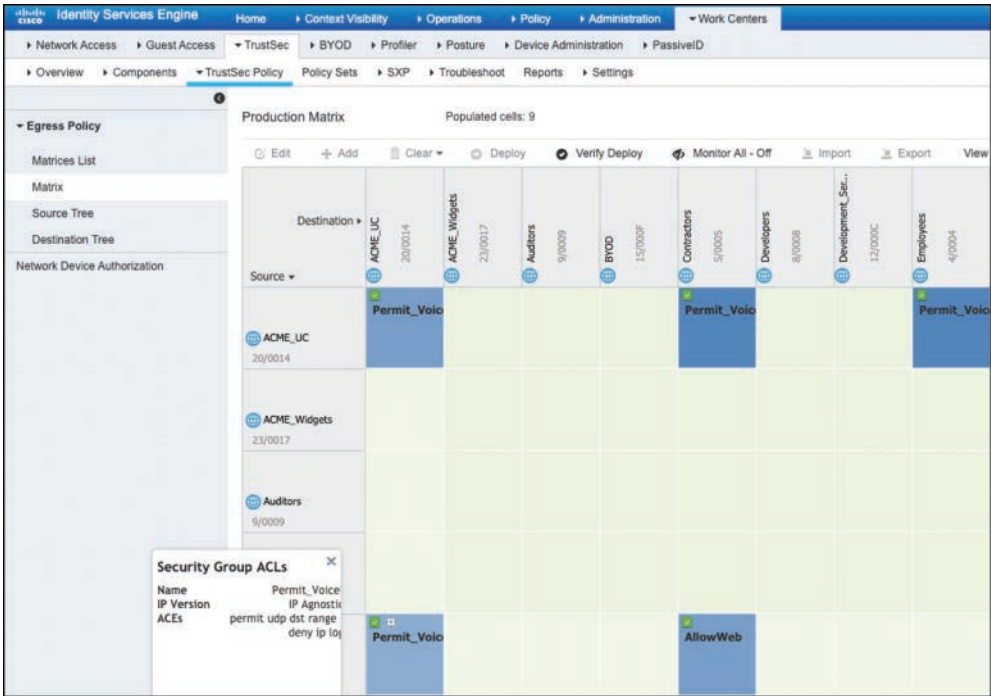 cisco Identity Services Engine Home Context Visibility Operations Policy Administration Work Centers
Network Access Guest Access TrustSec BYOD Profiler Posture Device Administration PassiveID
Overview Components TrustSec Policy Policy Sets SXP Troubleshoot Reports Settings
Egress Policy
Matrices List
Matrix
Source Tree
Destination Tree
Network Device Authorization
Production Matrix Populated cells: 9
Edit Add Clear Deploy Verify Deploy Monitor All - Off Import Export View
Destination
Source
ACME_UC 20/0014
ACME_Widgets 23/0017
Auditors 9/0009
BYOD 15/000F
Contractors 5/0005
Developers 8/0008
Development_Ser... 12/000C
Employees 4/0004
ACME_UC
20/0014
Permit_Voic Permit_Voic Permit_Voic
ACME_Widgets
23/0017
Auditors
9/0009
Security Group ACLs
Name Permit_Voice
IP Version IP Agnostic
ACEs permit udp dst range
deny ip log
Permit_Voic AllowWeb